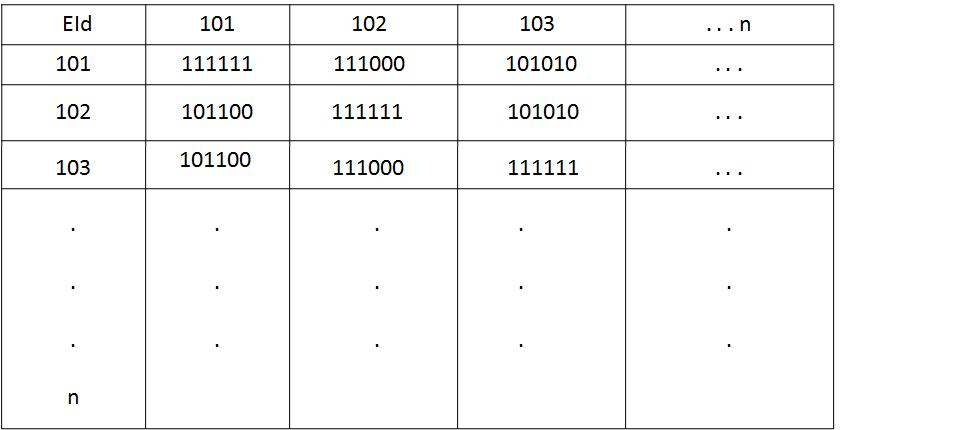 EId 101 102 103 . . . n
101 111111 111000 101010 . . .
102 101100 111111 101010 . . .
103 101100 111000 111111 . . .
. . . . .
. . . . .
. . . . .
n